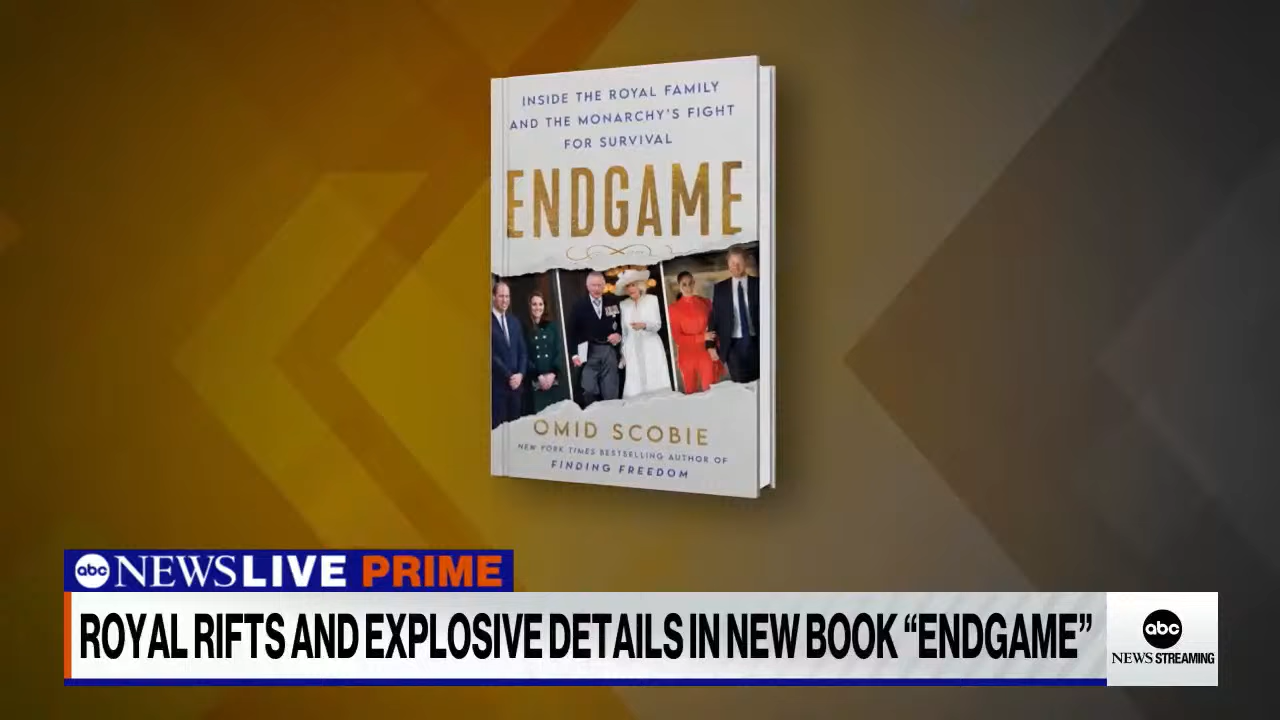 INSIDE THE ROYAL FAMILY
AND THE MONARCHY'S FIGHT
FOR SURVIVAL
ENDGAME
OMID SCOBIE
NEW YORK TIMES BESTSELLING AUTHOR OF
FINDING FREEDOM
abc NEWS LIVE PRIME
ROYAL RIFTS AND EXPLOSIVE DETAILS IN NEW BOOK “ENDGAME”
abc
NEWS STREAMING